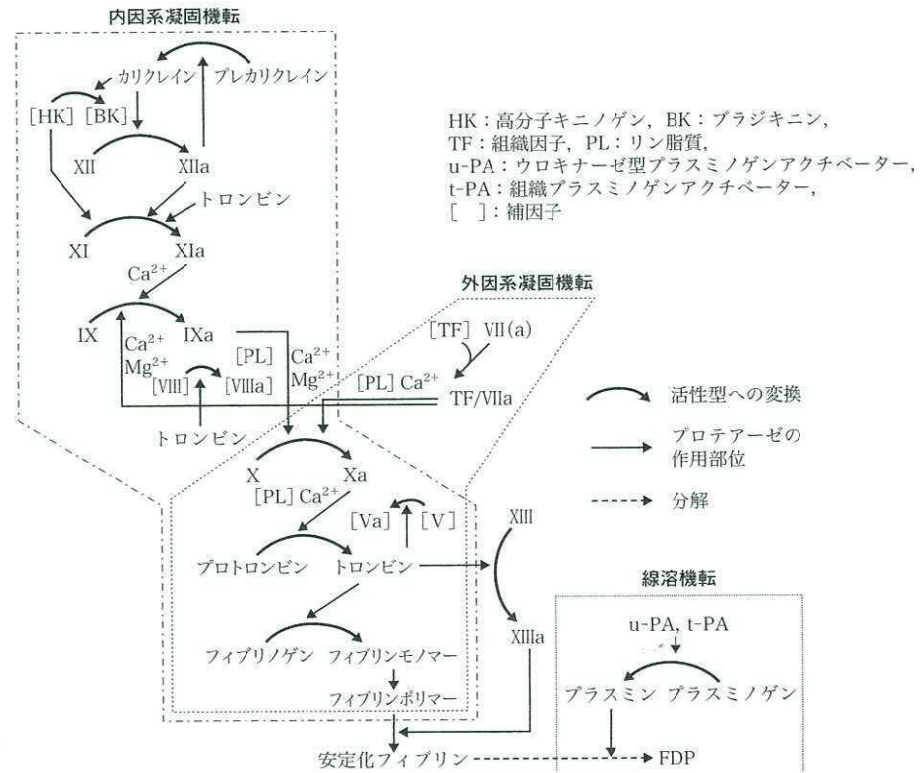 内因系凝固機転
カリクレイン プレカリクレイン
[HK] [BK]
XII XIIa
トロンビン
XI XIa
Ca²⁺
IX IXa
Ca²⁺
Mg²⁺
[PL]
Ca²⁺
Mg²⁺
[VIII] [VIIIa]
トロンビン
HK：高分子キニノゲン，BK：ブラジキニン，
TF：組織因子，PL：リン脂質，
u-PA：ウロキナーゼ型プラスミノゲンアクチベーター，
t-PA：組織プラスミノゲンアクチベーター，
[ ]：補因子
外因系凝固機転
[TF] VII(a)
[PL] Ca²⁺
TF/VIIa
活性型への変換
プロテアーゼの
作用部位
分解
X Xa
[PL] Ca²⁺
[Va] [V]
プロトロンビン トロンビン
XIII
XIIIa
フィブリノゲン フィブリンモノマー
フィブリンポリマー
安定化フィブリン
線溶機転
u-PA, t-PA
プラスミン プラスミノゲン
FDP